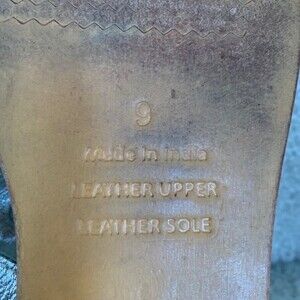 9
Made in India
LEATHER UPPER
LEATHER SOLE